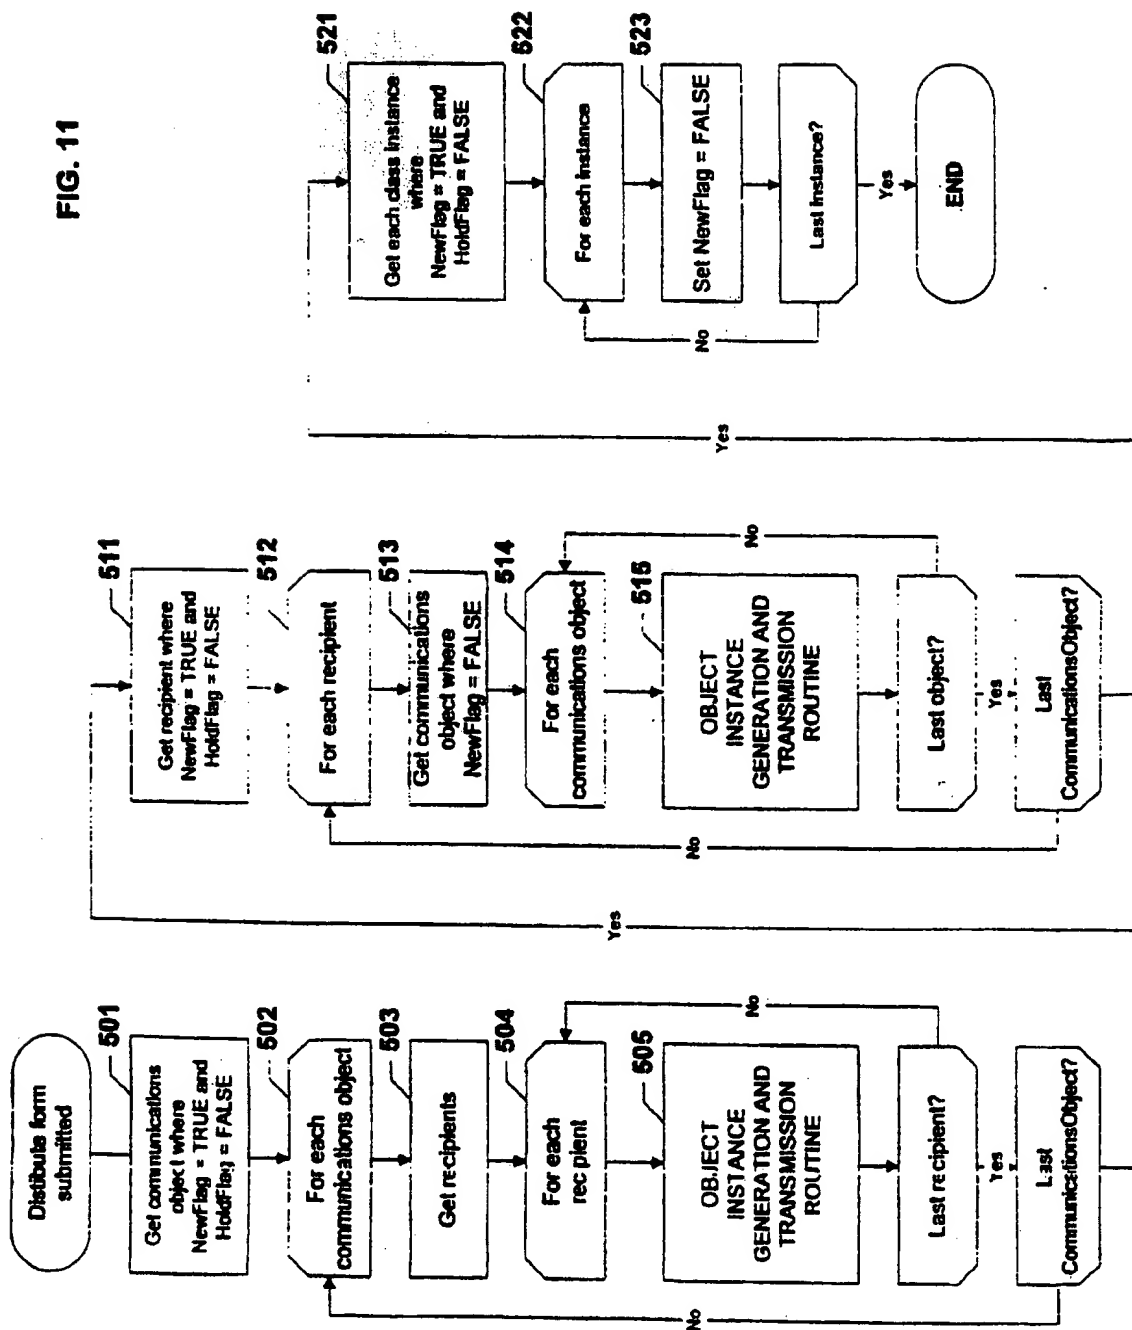 FIG. 11
Distibute form
submitted
501
Get communications
object where
NewFlag = TRUE and
HoldFlag = FALSE
502
For each
communications object
503
Get recipients
504
For each
recipient
505
OBJECT
INSTANCE
GENERATION AND
TRANSMISSION
ROUTINE
Last recipient?
No
Yes
Last
CommunicationsObject?
No
Yes
511
Get recipient where
NewFlag = TRUE and
HoldFlag = FALSE
512
For each recipient
513
Get communications
object where
NewFlag = FALSE
514
For each
communications object
515
OBJECT
INSTANCE
GENERATION AND
TRANSMISSION
ROUTINE
Last object?
No
Yes
Last
CommunicationsObject?
No
Yes
521
Get each class instance
where
NewFlag = TRUE and
HoldFlag = FALSE
522
For each instance
523
Set NewFlag = FALSE
Last Instance?
No
Yes
END